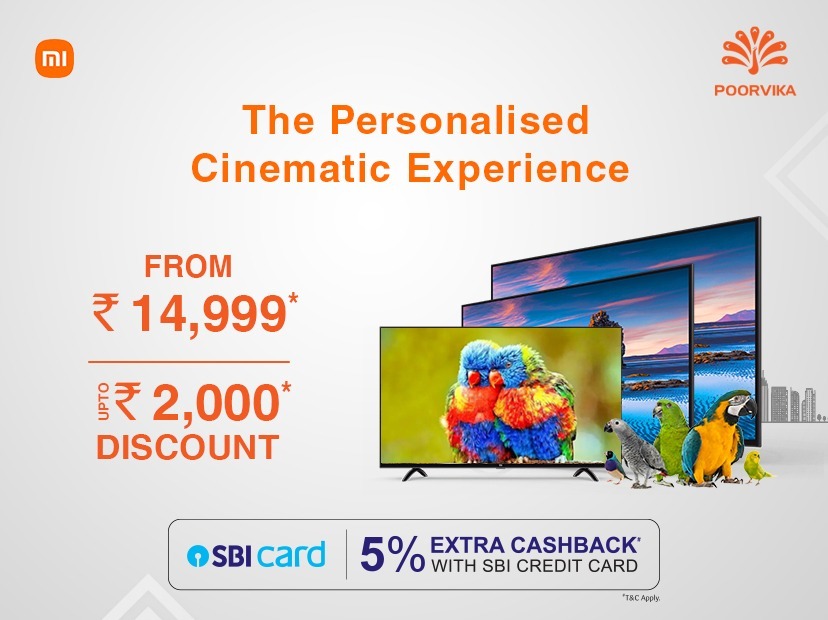 mi
POORVIKA
The Personalised
Cinematic Experience
FROM
₹ 14,999*
UPTO ₹ 2,000*
DISCOUNT
SBI card
5% EXTRA CASHBACK*
WITH SBI CREDIT CARD
*T&C Apply.